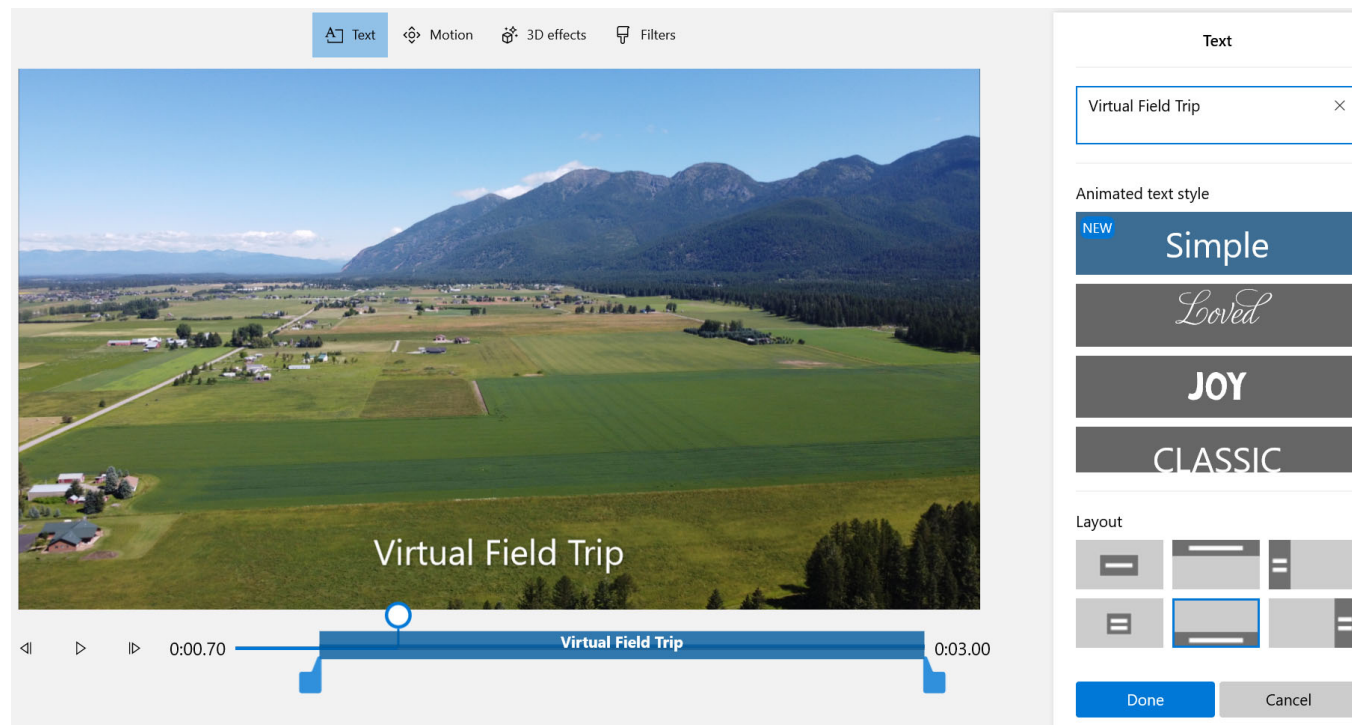 Text
Motion
3D effects
Filters
Virtual Field Trip
0:00.70
Virtual Field Trip
0:03.00
Text
Virtual Field Trip
Animated text style
NEW
Simple
Loved
JOY
CLASSIC
Layout
Done
Cancel